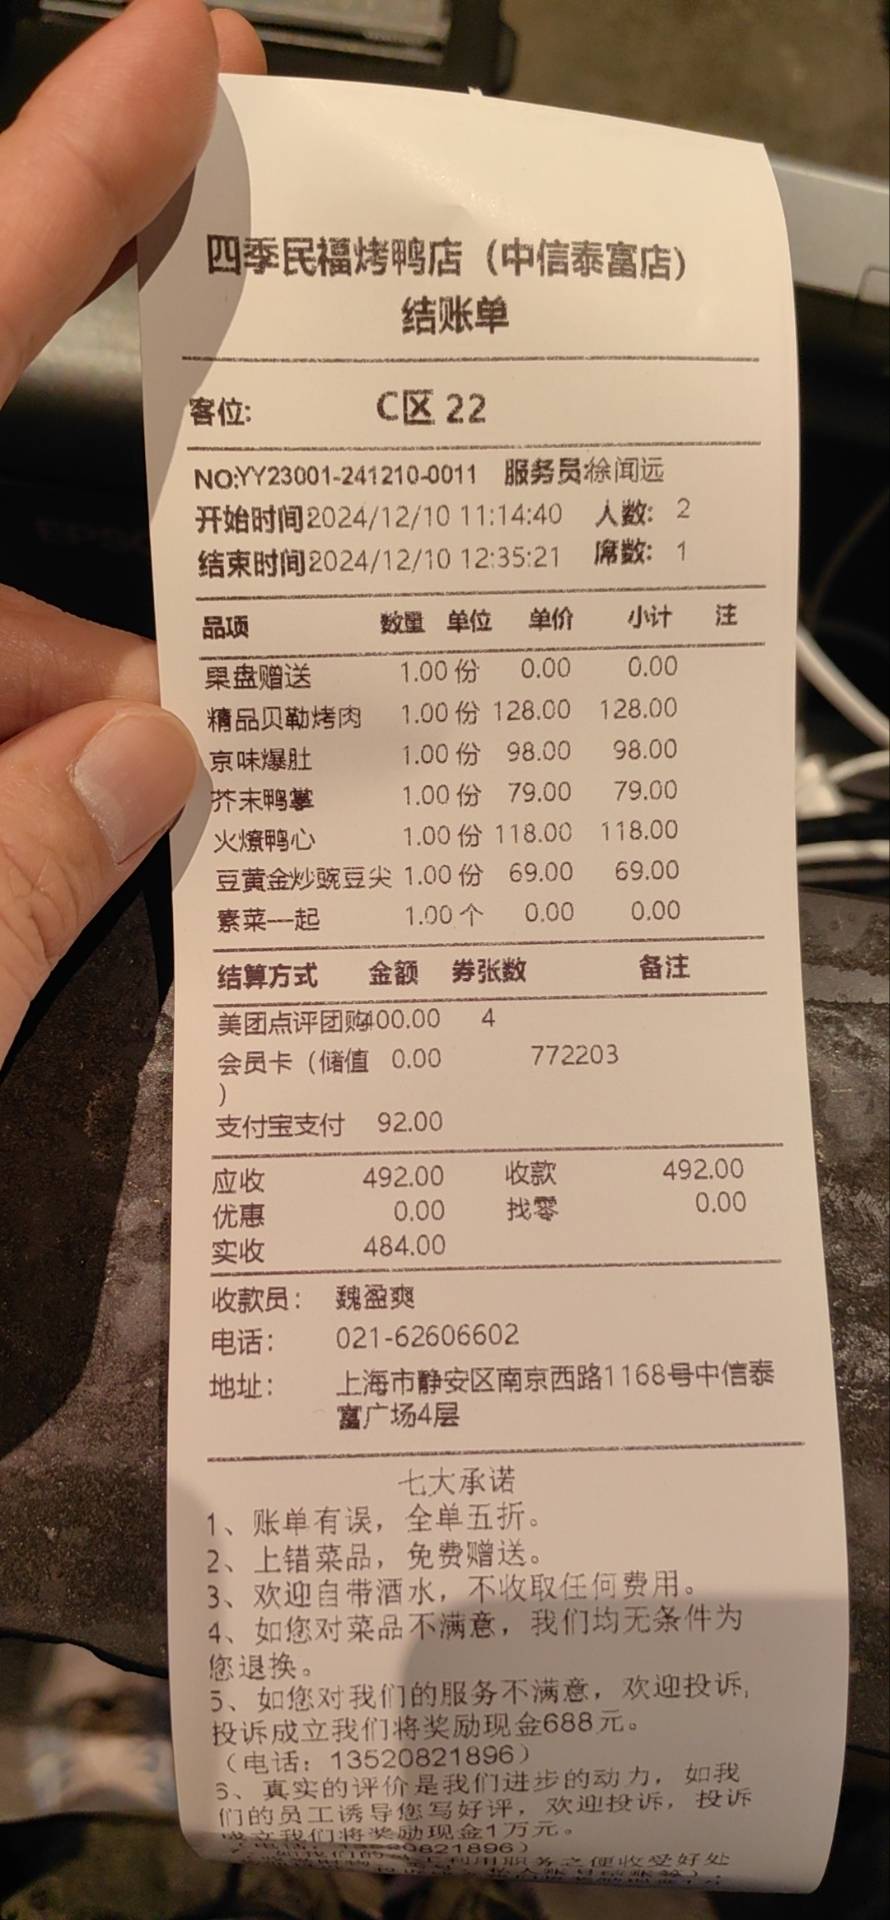 四季民福烤鸭店（中信泰富店）
结账单
客位: C区 22
NO:YY23001-241210-0011 服务员:徐闻远
开始时间2024/12/10 11:14:40 人数: 2
结束时间2024/12/10 12:35:21 席数: 1
品项 数量 单位 单价 小计 注
果盘赠送 1.00 份 0.00 0.00
精品贝勒烤肉 1.00 份 128.00 128.00
京味爆肚 1.00 份 98.00 98.00
芥末鸭掌 1.00 份 79.00 79.00
火燎鸭心 1.00 份 118.00 118.00
豆黄金炒豌豆尖 1.00 份 69.00 69.00
素菜一起 1.00 个 0.00 0.00
结算方式 金额 券张数 备注
美团点评团购400.00 4
会员卡（储值 0.00 772203
）
支付宝支付 92.00
应收 492.00 收款 492.00
优惠 0.00 找零 0.00
实收 484.00
收款员： 魏盈爽
电话： 021-62606602
地址： 上海市静安区南京西路1168号中信泰
富广场4层
七大承诺
1、账单有误，全单五折。
2、上错菜品，免费赠送。
3、欢迎自带酒水，不收取任何费用。
4、如您对菜品不满意，我们均无条件为
您退换。
5、如您对我们的服务不满意，欢迎投诉,
投诉成立我们将奖励现金688元。
（电话：13520821896）
6、真实的评价是我们进步的动力，如我
们的员工诱导您写好评，欢迎投诉，投诉
成立我们将奖励现金1万元。
（电话：13520821896）
利用职务之便收受好处